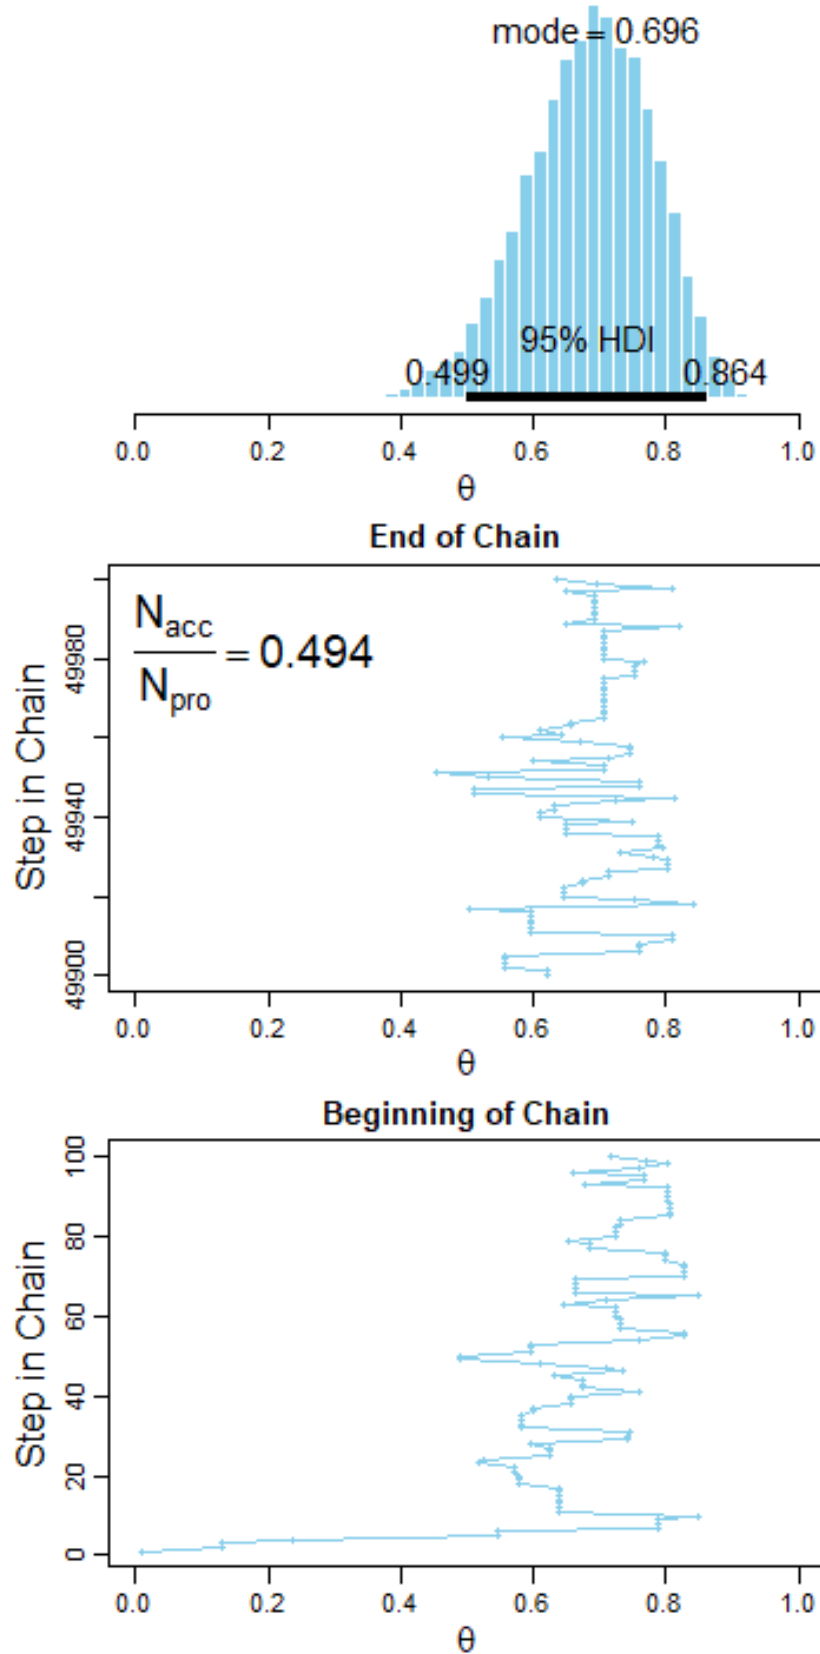 mode = 0.696
95% HDI
0.499 0.864
0.0 0.2 0.4 0.6 0.8 1.0
θ
End of Chain
N_acc
N_pro
= 0.494
Step in Chain
49900 49940 49980
0.0 0.2 0.4 0.6 0.8 1.0
θ
Beginning of Chain
Step in Chain
0 20 40 60 80 100
0.0 0.2 0.4 0.6 0.8 1.0
θ